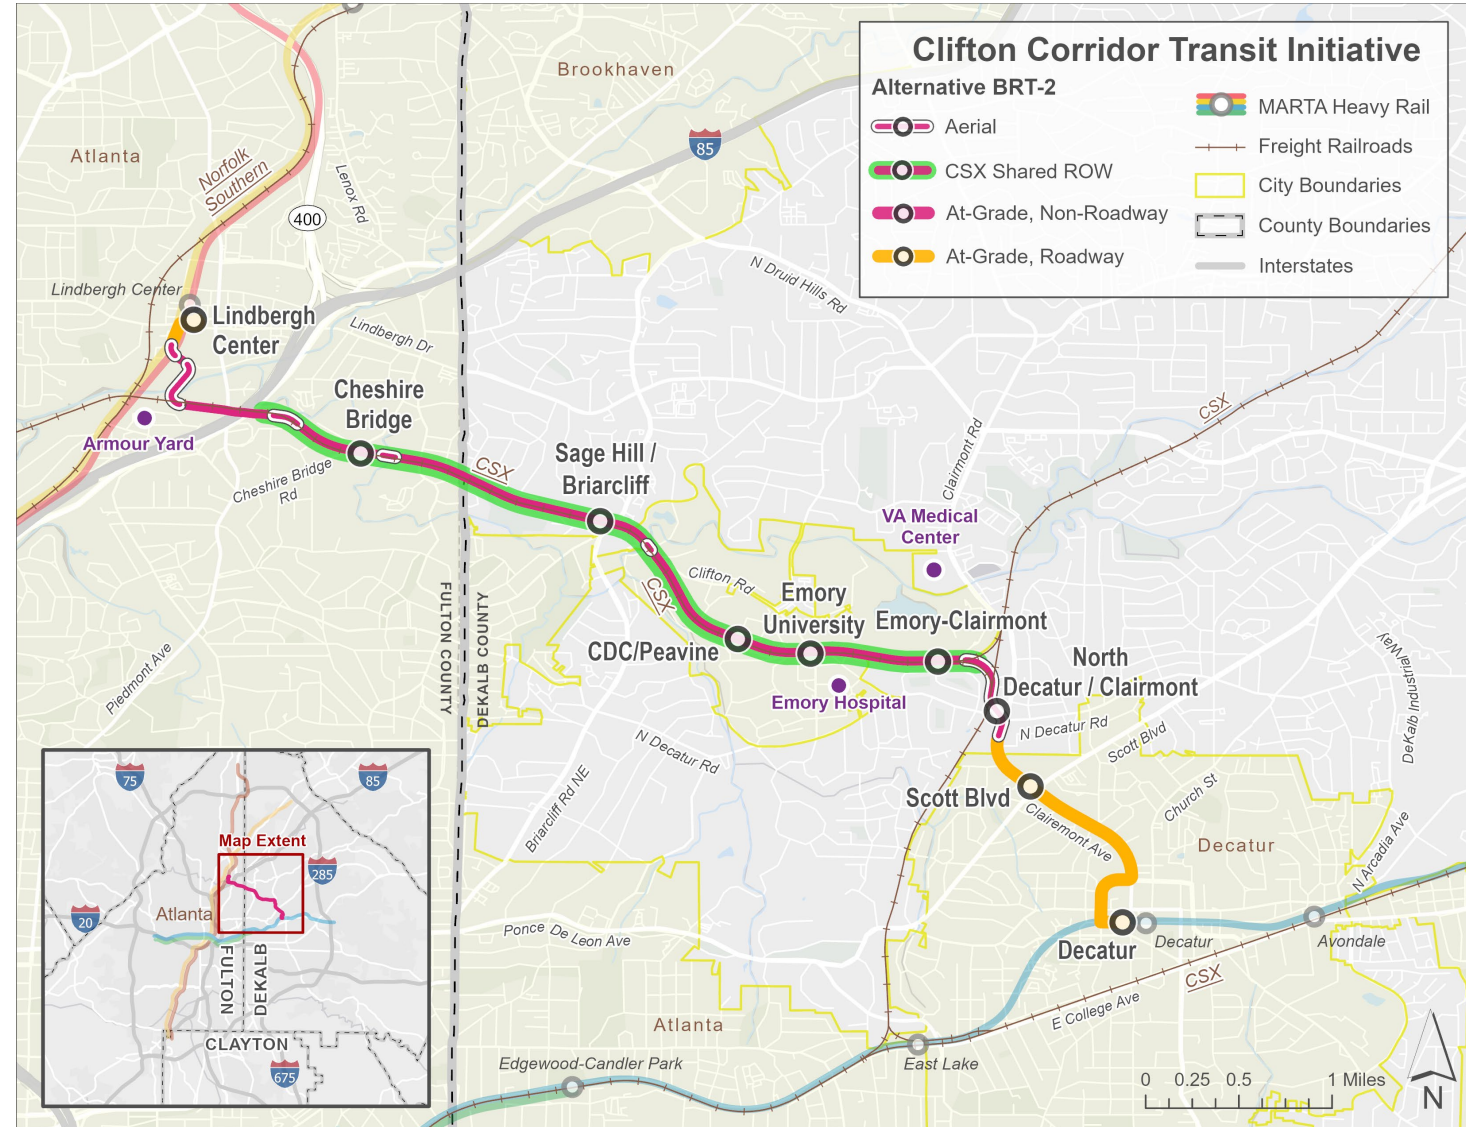 Clifton Corridor Transit Initiative
Alternative BRT-2
Aerial
CSX Shared ROW
At-Grade, Non-Roadway
At-Grade, Roadway
MARTA Heavy Rail
Freight Railroads
City Boundaries
County Boundaries
Interstates
Brookhaven
Atlanta
Norfolk
Southern
Lenox Rd
400
85
N Druid Hills Rd
Lindbergh Center
Lindbergh
Center
Lindbergh Dr
Cheshire
Bridge
Armour Yard
Cheshire Bridge
Rd
CSX
Sage Hill /
Briarcliff
Clairmont Rd
CSX
VA Medical
Center
Clifton Rd
CSX
Emory
University
Emory-Clairmont
CDC/Peavine
Emory Hospital
North
Decatur / Clairmont
FULTON COUNTY
DEKALB COUNTY
Piedmont Ave
N Decatur Rd
N Decatur Rd
Scott Blvd
DeKalb Industrial Way
Briarcliff Rd NE
Scott Blvd
Clairemont Ave
Church St
Decatur
N Arcadia Ave
Ponce De Leon Ave
Decatur
Decatur
Avondale
CSX
E College Ave
Atlanta
Edgewood-Candler Park
East Lake
75
85
Map Extent
285
20
Atlanta
FULTON
DEKALB
CLAYTON
675
0 0.25 0.5 1 Miles
N